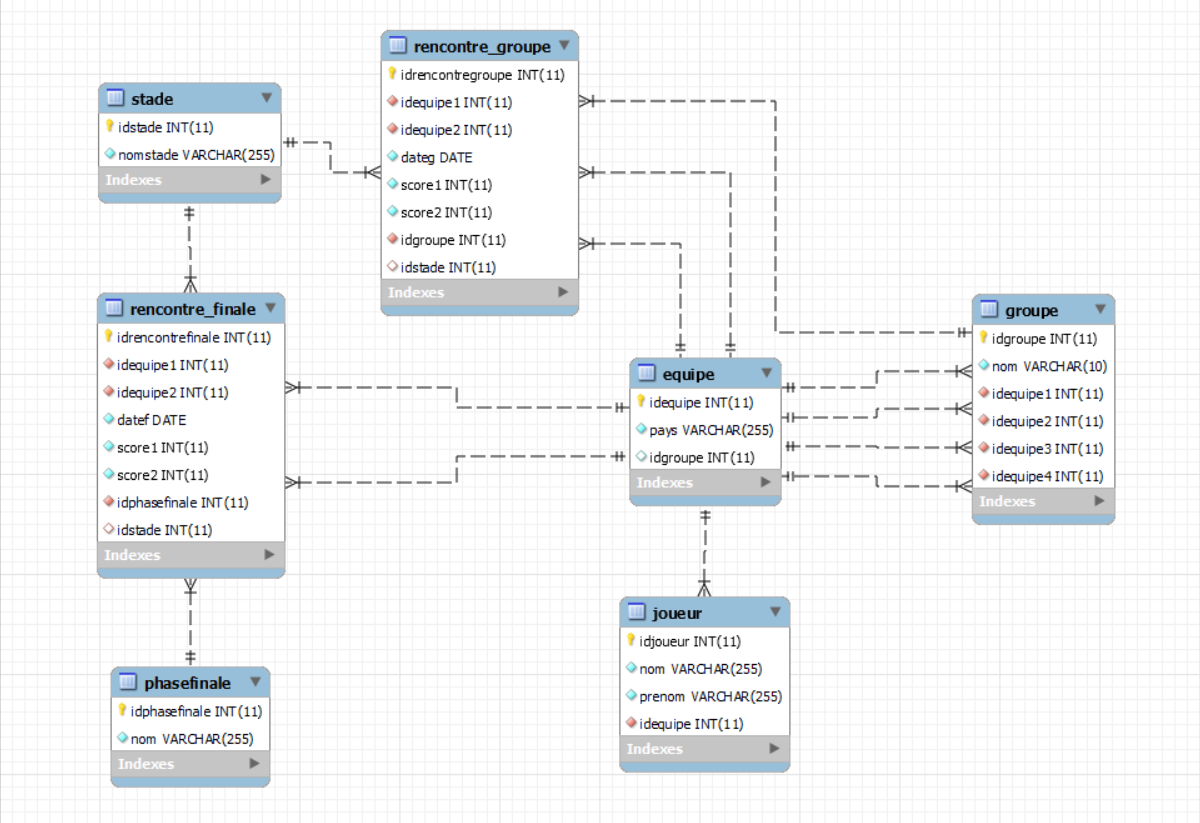 rencontre_groupe
idrencontregroupe INT(11)
idequipe1 INT(11)
idequipe2 INT(11)
dateg DATE
score1 INT(11)
score2 INT(11)
idgroupe INT(11)
idstade INT(11)
Indexes
stade
idstade INT(11)
nomstade VARCHAR(255)
Indexes
rencontre_finale
idrencontrefinale INT(11)
idequipe1 INT(11)
idequipe2 INT(11)
datef DATE
score1 INT(11)
score2 INT(11)
idphasefinale INT(11)
idstade INT(11)
Indexes
groupe
idgroupe INT(11)
nom VARCHAR(10)
idequipe1 INT(11)
idequipe2 INT(11)
idequipe3 INT(11)
idequipe4 INT(11)
Indexes
equipe
idequipe INT(11)
pays VARCHAR(255)
idgroupe INT(11)
Indexes
joueur
idjoueur INT(11)
nom VARCHAR(255)
prenom VARCHAR(255)
idequipe INT(11)
Indexes
phasefinale
idphasefinale INT(11)
nom VARCHAR(255)
Indexes